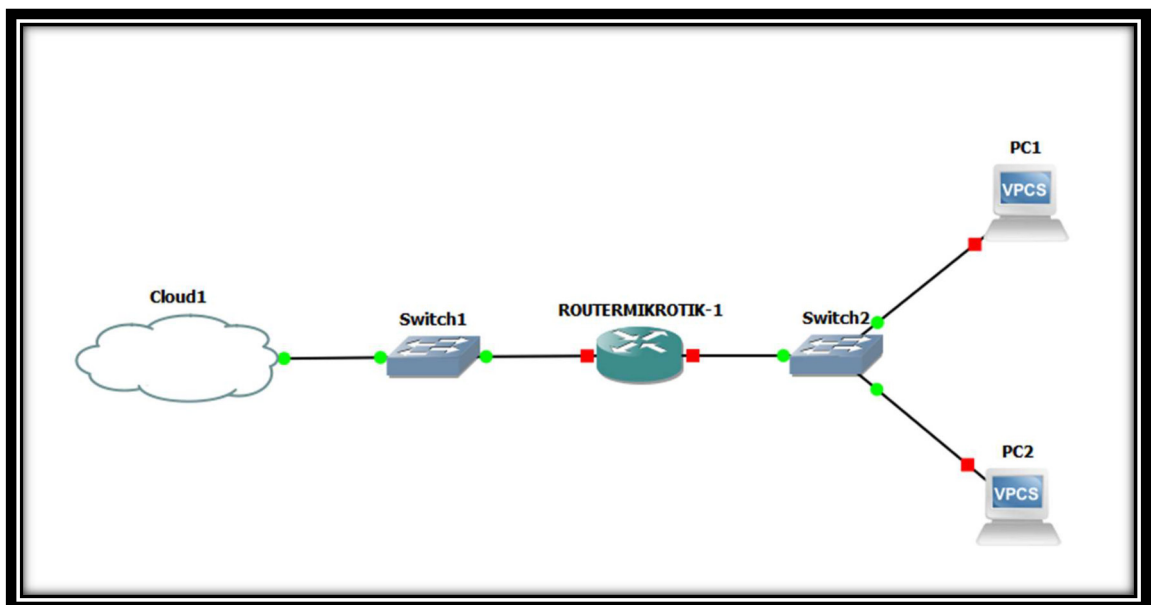 PC1
VPCS
Cloud1
Switch1
ROUTERMIKROTIK-1
Switch2
PC2
VPCS